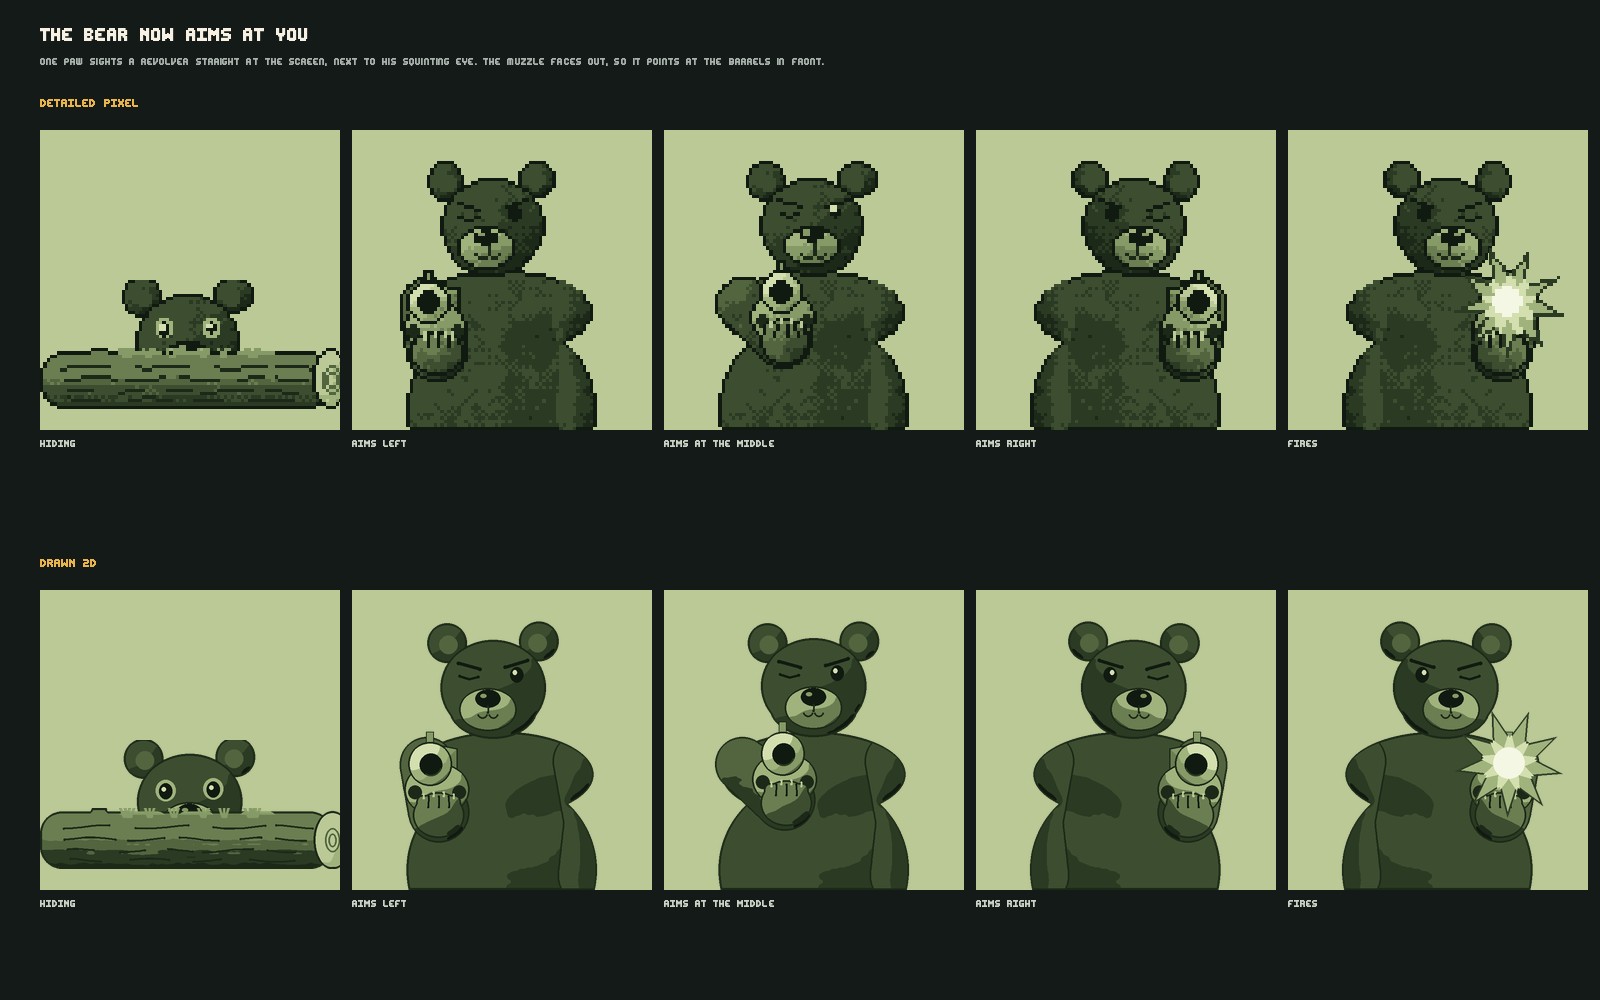 THE BEAR NOW AIMS AT YOU
ONE PAW SIGHTS A REVOLVER STRAIGHT AT THE SCREEN, NEXT TO HIS SQUINTING EYE. THE MUZZLE FACES OUT, SO IT POINTS AT THE BARRELS IN FRONT.
DETAILED PIXEL
HIDING
AIMS LEFT
AIMS AT THE MIDDLE
AIMS RIGHT
FIRES
DRAWN 2D
HIDING
AIMS LEFT
AIMS AT THE MIDDLE
AIMS RIGHT
FIRES